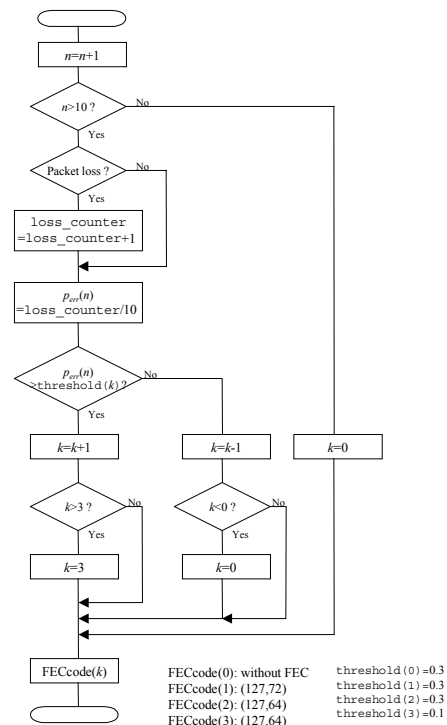 n=n+1
n>10 ?
No
Yes
Packet loss ?
No
Yes
loss_counter
=loss_counter+1
perr(n)
=loss_counter/10
perr(n)
>threshold(k)?
No
Yes
k=k+1
k=k-1
k=0
k>3 ?
No
k<0 ?
No
Yes
Yes
k=3
k=0
FECcode(k)
FECcode(0): without FEC
FECcode(1): (127,72)
FECcode(2): (127,64)
FECcode(3): (127,64)
threshold(0)=0.3
threshold(1)=0.3
threshold(2)=0.3
threshold(3)=0.1